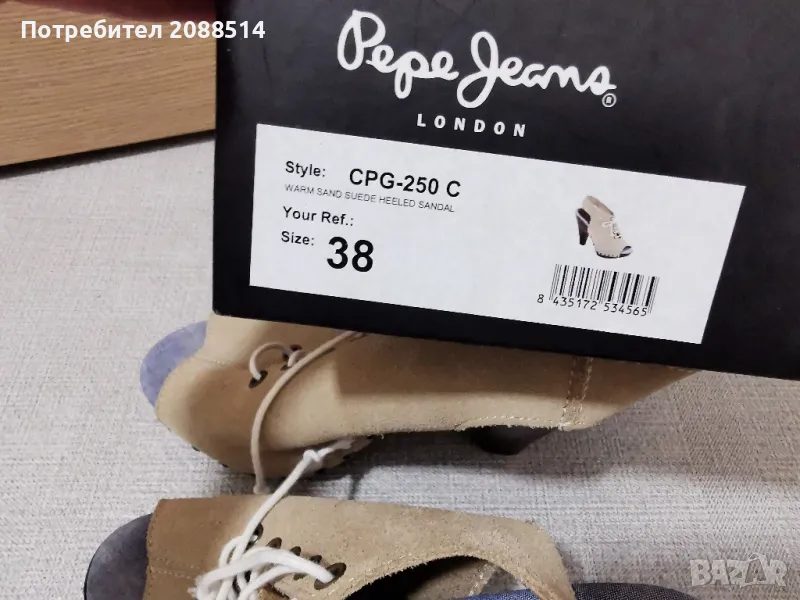 Потребител 2088514
Pepe Jeans
LONDON
Style: CPG-250 C
WARM SAND SUEDE HEELED SANDAL
Your Ref.:
Size: 38
8 435172 534565
BAZAR